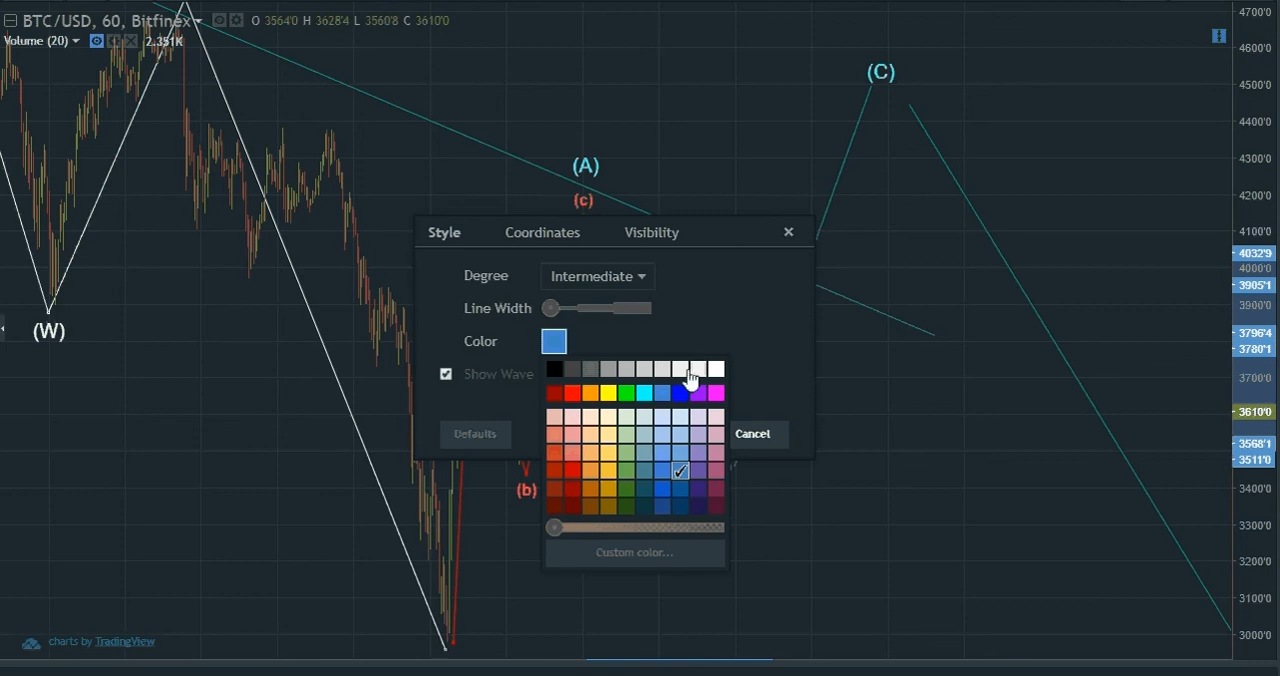 BTC/USD, 60, Bitfinex O 3564'0 H 3628'4 L 3560'8 C 3610'0
Volume (20) 2.351K
4700'0
4600'0
(C)
4500'0
4400'0
(A)
4300'0
(c)
4200'0
Style Coordinates Visibility
4100'0
4032'9
4000'0
Degree Intermediate
3905'1
3900'0
Line Width
(W)
3796'4
Color
3780'1
Show Wave
3700'0
3610'0
Defaults Cancel
3568'1
3511'0
(b)
3400'0
3300'0
Custom color...
3200'0
3100'0
charts by TradingView
3000'0